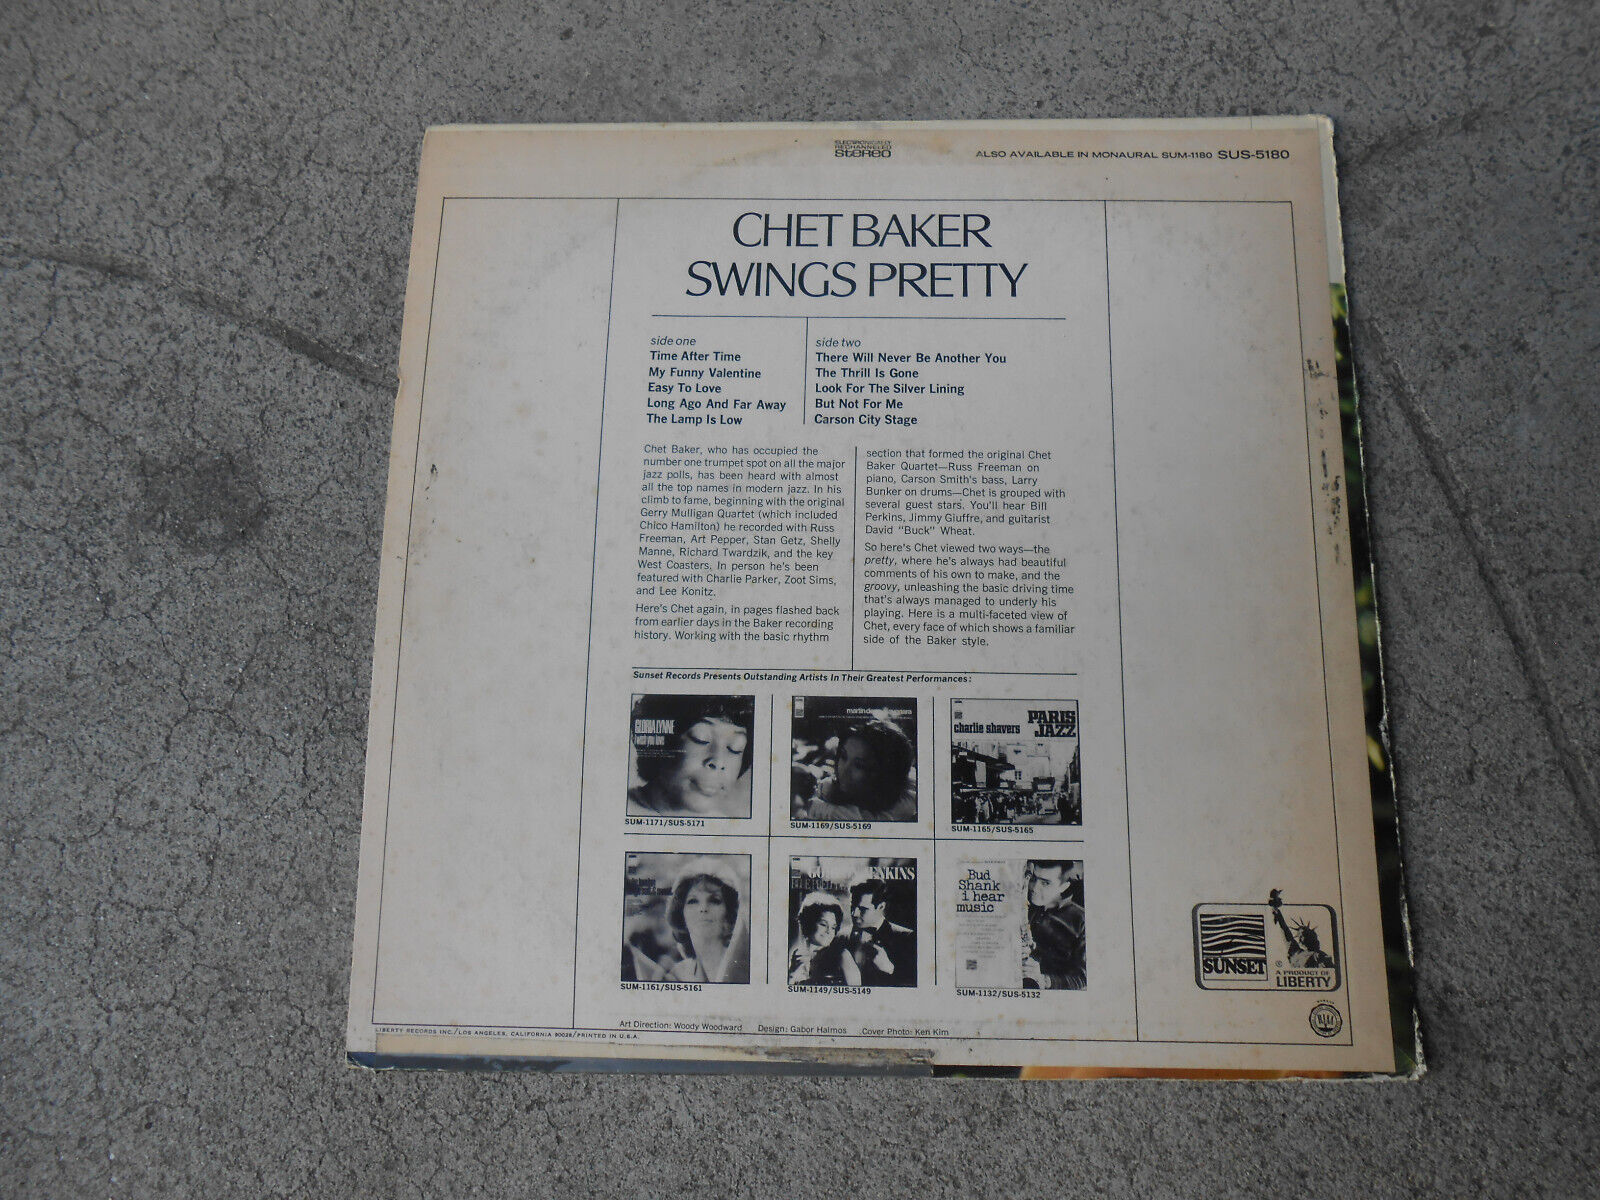 ELECTRONICALLY
RECHANNELED
STEREO
ALSO AVAILABLE IN MONAURAL SUM-1180 SUS-5180
CHET BAKER
SWINGS PRETTY
side one
Time After Time
My Funny Valentine
Easy To Love
Long Ago And Far Away
The Lamp Is Low
side two
There Will Never Be Another You
The Thrill Is Gone
Look For The Silver Lining
But Not For Me
Carson City Stage
Chet Baker, who has occupied the
number one trumpet spot on all the major
jazz polls, has been heard with almost
all the top names in modern jazz. In his
climb to fame, beginning with the original
Gerry Mulligan Quartet (which included
Chico Hamilton) he recorded with Russ
Freeman, Art Pepper, Stan Getz, Shelly
Manne, Richard Twardzik, and the key
West Coasters. In person he's been
featured with Charlie Parker, Zoot Sims,
and Lee Konitz.
Here's Chet again, in pages flashed back
from earlier days in the Baker recording
history. Working with the basic rhythm
section that formed the original Chet
Baker Quartet—Russ Freeman on
piano, Carson Smith's bass, Larry
Bunker on drums—Chet is grouped with
several guest stars. You'll hear Bill
Perkins, Jimmy Giuffre, and guitarist
David "Buck" Wheat.
So here's Chet viewed two ways—the
pretty, where he's always had beautiful
comments of his own to make, and the
groovy, unleashing the basic driving time
that's always managed to underly his
playing. Here is a multi-faceted view of
Chet, every face of which shows a familiar
side of the Baker style.
Sunset Records Presents Outstanding Artists In Their Greatest Performances:
GLORIA LYNNE
i wish you love
SUM-1171/SUS-5171
SUM-1169/SUS-5169
charlie shavers
PARIS
JAZZ
SUM-1165/SUS-5165
SUM-1161/SUS-5161
SUM-1149/SUS-5149
Bud
Shank
i hear
music
SUM-1132/SUS-5132
SUNSET
®
A PRODUCT OF
LIBERTY
Art Direction: Woody Woodward Design: Gabor Halmos Cover Photo: Ken Kim
LIBERTY RECORDS INC./LOS ANGELES, CALIFORNIA 90028/PRINTED IN U.S.A.
RIAA